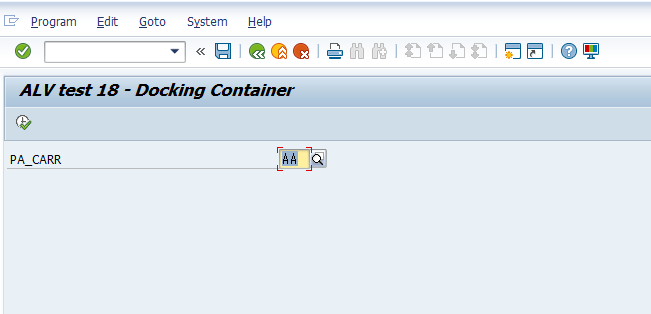 Program Edit Goto System Help
ALV test 18 - Docking Container
PA_CARR AA